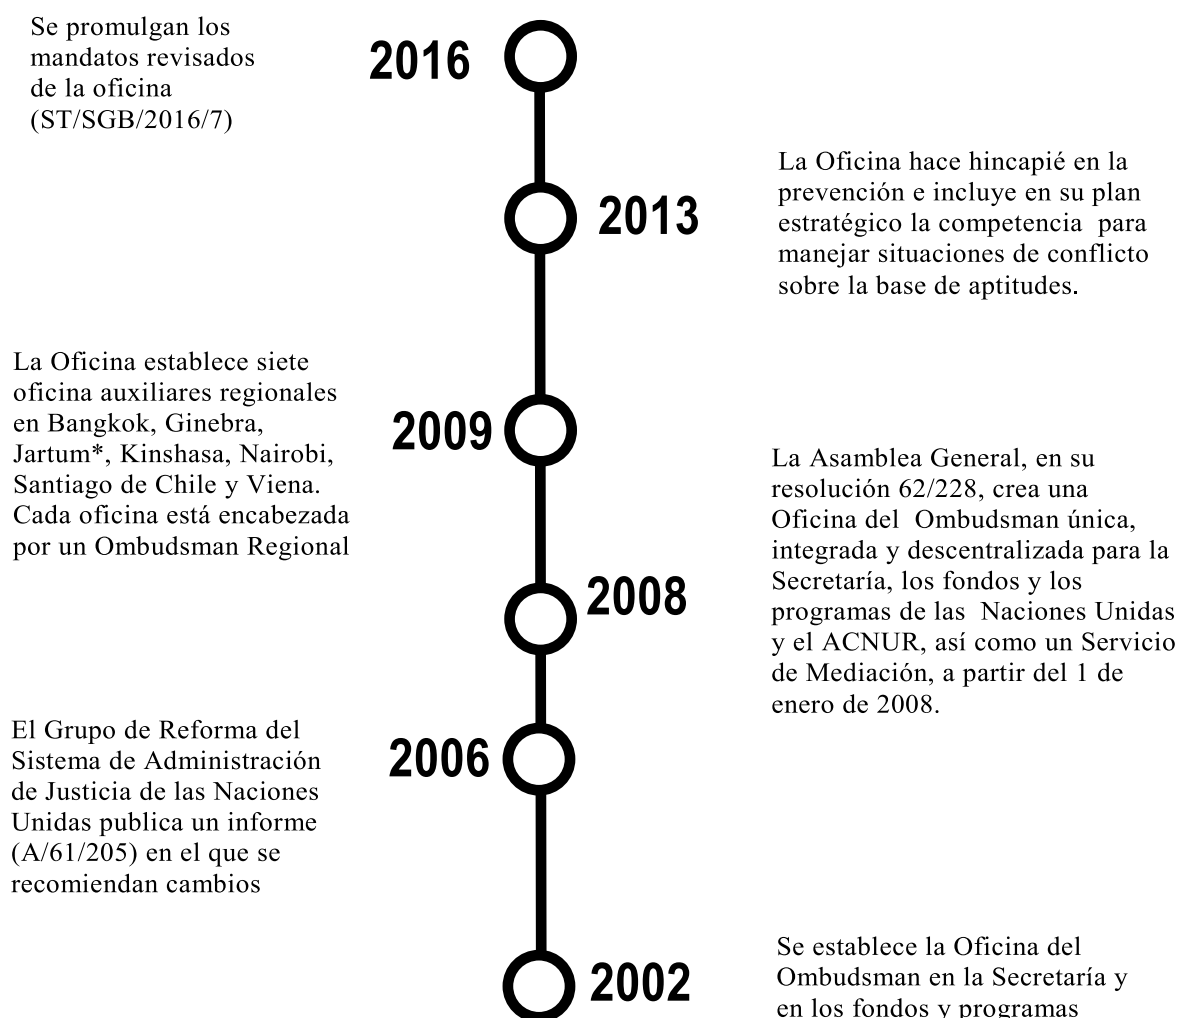 Se promulgan los
mandatos revisados
de la oficina
(ST/SGB/2016/7)
2016
2013
La Oficina hace hincapié en la
prevención e incluye en su plan
estratégico la competencia para
manejar situaciones de conflicto
sobre la base de aptitudes.
La Oficina establece siete
oficina auxiliares regionales
en Bangkok, Ginebra,
Jartum*, Kinshasa, Nairobi,
Santiago de Chile y Viena.
Cada oficina está encabezada
por un Ombudsman Regional
2009
2008
La Asamblea General, en su
resolución 62/228, crea una
Oficina del Ombudsman única,
integrada y descentralizada para la
Secretaría, los fondos y los
programas de las Naciones Unidas
y el ACNUR, así como un Servicio
de Mediación, a partir del 1 de
enero de 2008.
El Grupo de Reforma del
Sistema de Administración
de Justicia de las Naciones
Unidas publica un informe
(A/61/205) en el que se
recomiendan cambios
2006
2002
Se establece la Oficina del
Ombudsman en la Secretaría y
en los fondos y programas